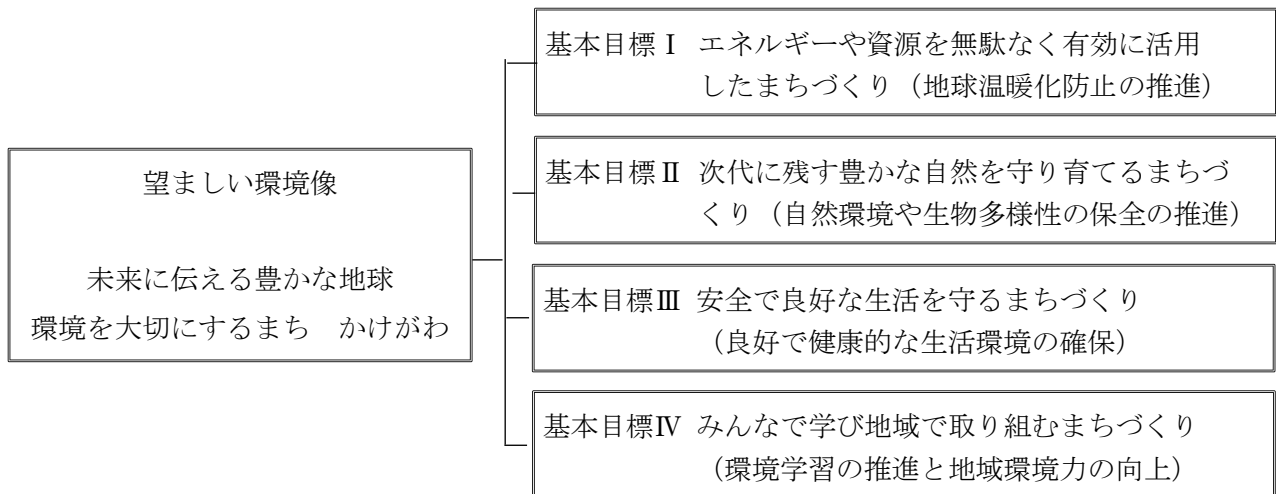 望ましい環境像
未来に伝える豊かな地球
環境を大切にするまち　かけがわ
基本目標Ⅰ エネルギーや資源を無駄なく有効に活用
したまちづくり（地球温暖化防止の推進）
基本目標Ⅱ 次代に残す豊かな自然を守り育てるまちづ
くり（自然環境や生物多様性の保全の推進）
基本目標Ⅲ 安全で良好な生活を守るまちづくり
（良好で健康的な生活環境の確保）
基本目標Ⅳ みんなで学び地域で取り組むまちづくり
（環境学習の推進と地域環境力の向上）